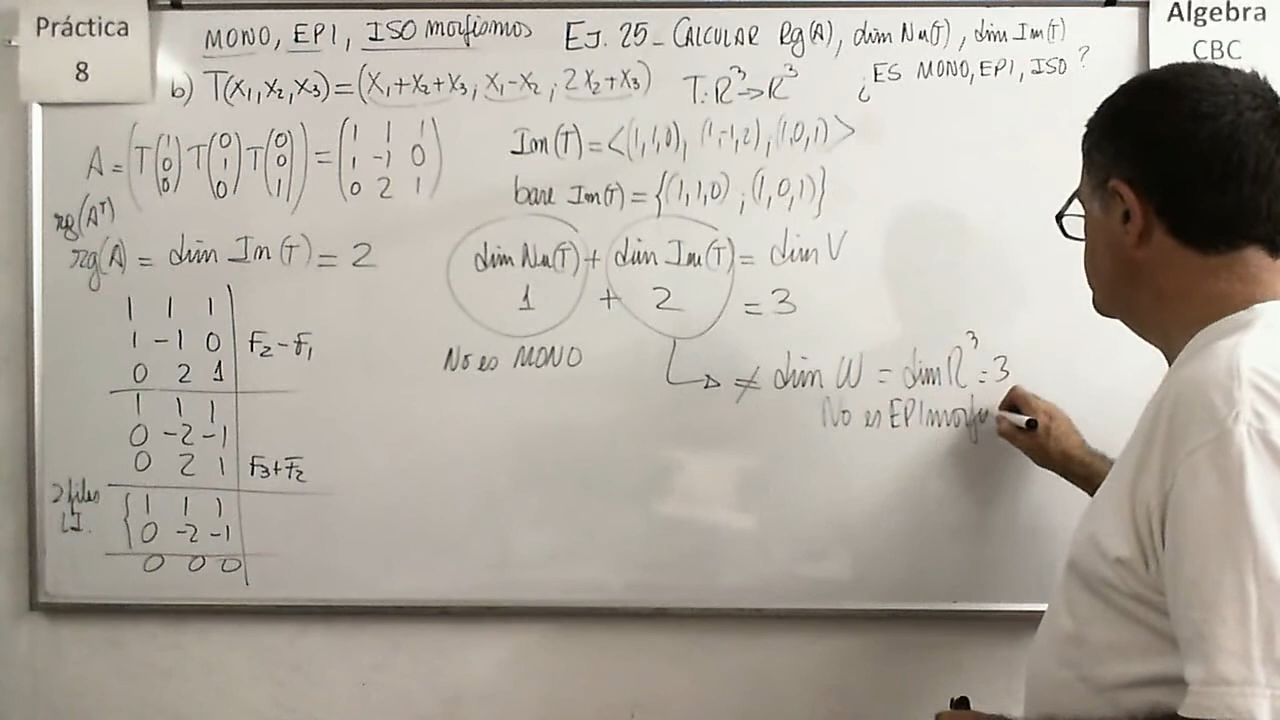 Práctica
8
Algebra
CBC
MONO, EPI, ISO morfismos EJ. 25 - CALCULAR Rg(A), dim Nu(T), dim Im(T)
¿ES MONO, EPI, ISO?
b) T(x₁,x₂,x₃)=(x₁+x₂+x₃, x₁-x₂, 2x₂+x₃) T: R³→R³
A = (T(1 0 0) T(0 1 0) T(0 0 1)) = (1 1 1
1 -1 0
0 2 1)
Im(T) = <(1,1,0), (1,-1,2), (1,0,1)>
base Im(T) = {(1,1,0), (1,0,1)}
rg(Aᵀ)
rg(A) = dim Im(T) = 2
dim Nu(T) + dim Im(T) = dim V
1 + 2 = 3
No es MONO
≠ dim W = dim R³ = 3
No es EPImorfi
1 1 1
1 -1 0 F₂-F₁
0 2 1
1 1 1
0 -2 -1
0 2 1 F₃+F₂
2 filas
LI.
1 1 1
0 -2 -1
0 0 0